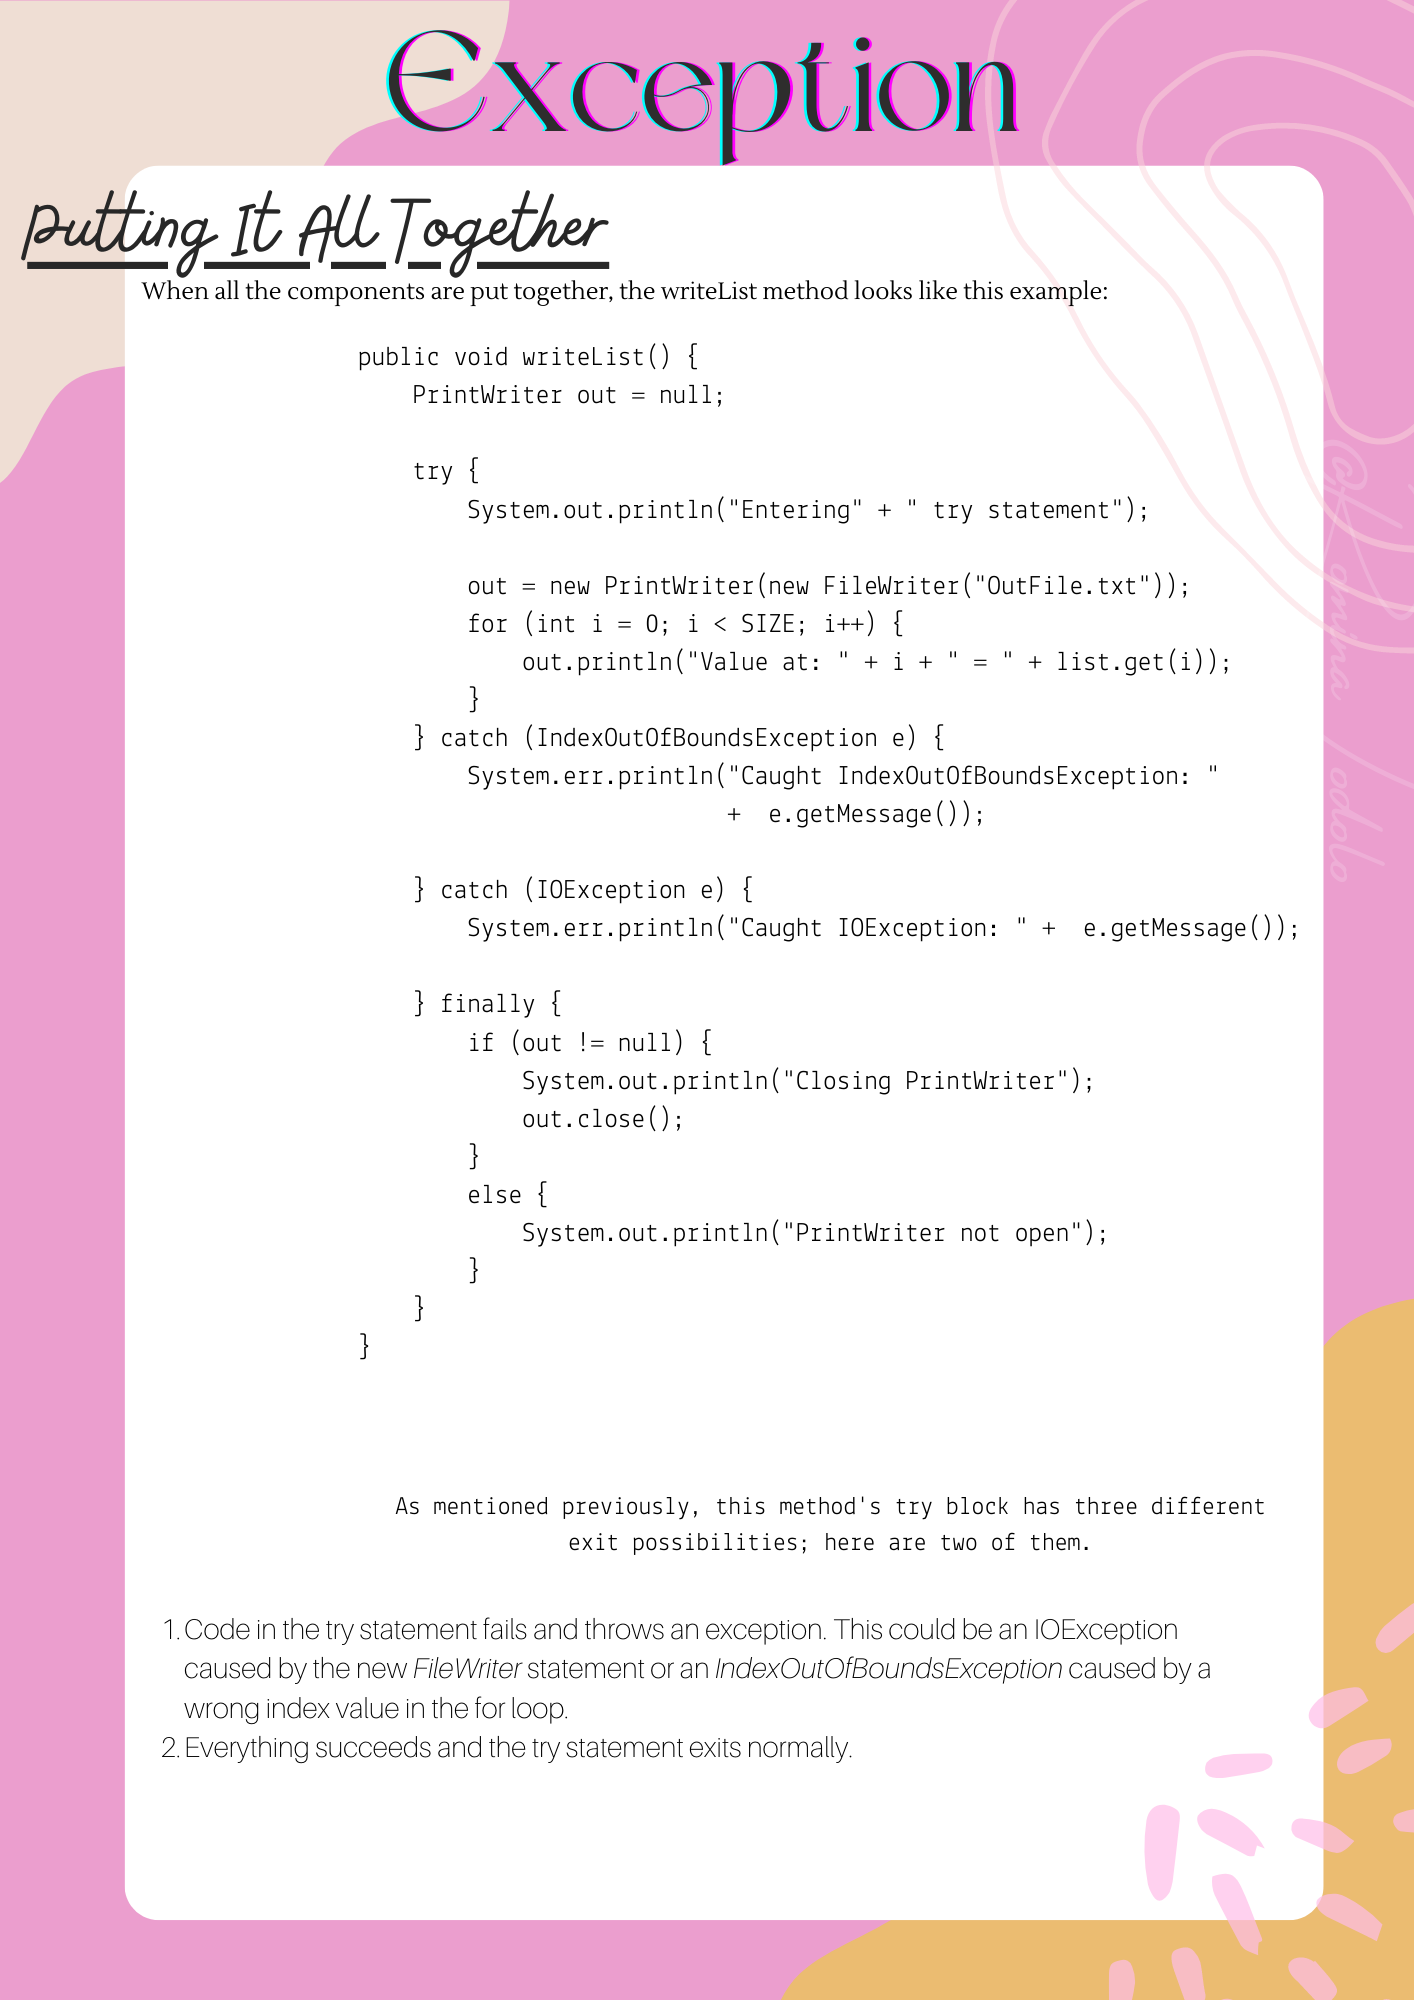 Exception
Putting It All Together
When all the components are put together, the writeList method looks like this example:
public void writeList() {
    PrintWriter out = null;
    try {
        System.out.println("Entering" + " try statement");
        out = new PrintWriter(new FileWriter("OutFile.txt"));
        for (int i = 0; i < SIZE; i++) {
            out.println("Value at: " + i + " = " + list.get(i));
        }
    } catch (IndexOutOfBoundsException e) {
        System.err.println("Caught IndexOutOfBoundsException: "
                           +  e.getMessage());
    } catch (IOException e) {
        System.err.println("Caught IOException: " +  e.getMessage());
    } finally {
        if (out != null) {
            System.out.println("Closing PrintWriter");
            out.close();
        }
        else {
            System.out.println("PrintWriter not open");
        }
    }
}
As mentioned previously, this method's try block has three different
exit possibilities; here are two of them.
1. Code in the try statement fails and throws an exception. This could be an IOException
caused by the new FileWriter statement or an IndexOutOfBoundsException caused by a
wrong index value in the for loop.
2. Everything succeeds and the try statement exits normally.